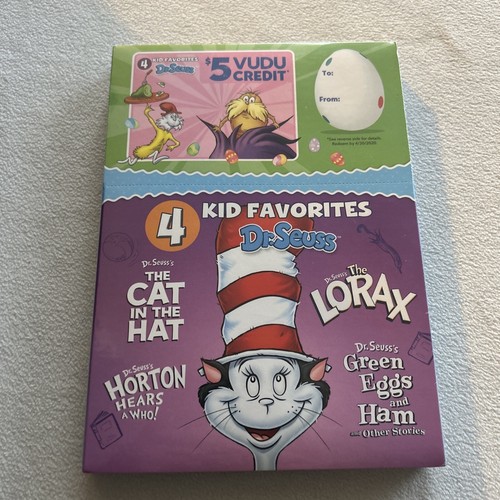 4 KID FAVORITES
Dr. Seuss
$5 VUDU
CREDIT*
To:
From:
4 KID FAVORITES
Dr. Seuss™
Dr. Seuss's
THE
CAT
IN THE
HAT
Dr. Seuss's
The
LORAX
Dr. Seuss's
HORTON
HEARS
A WHO!
Dr. Seuss's
Green
Eggs
and
Ham
and Other Stories